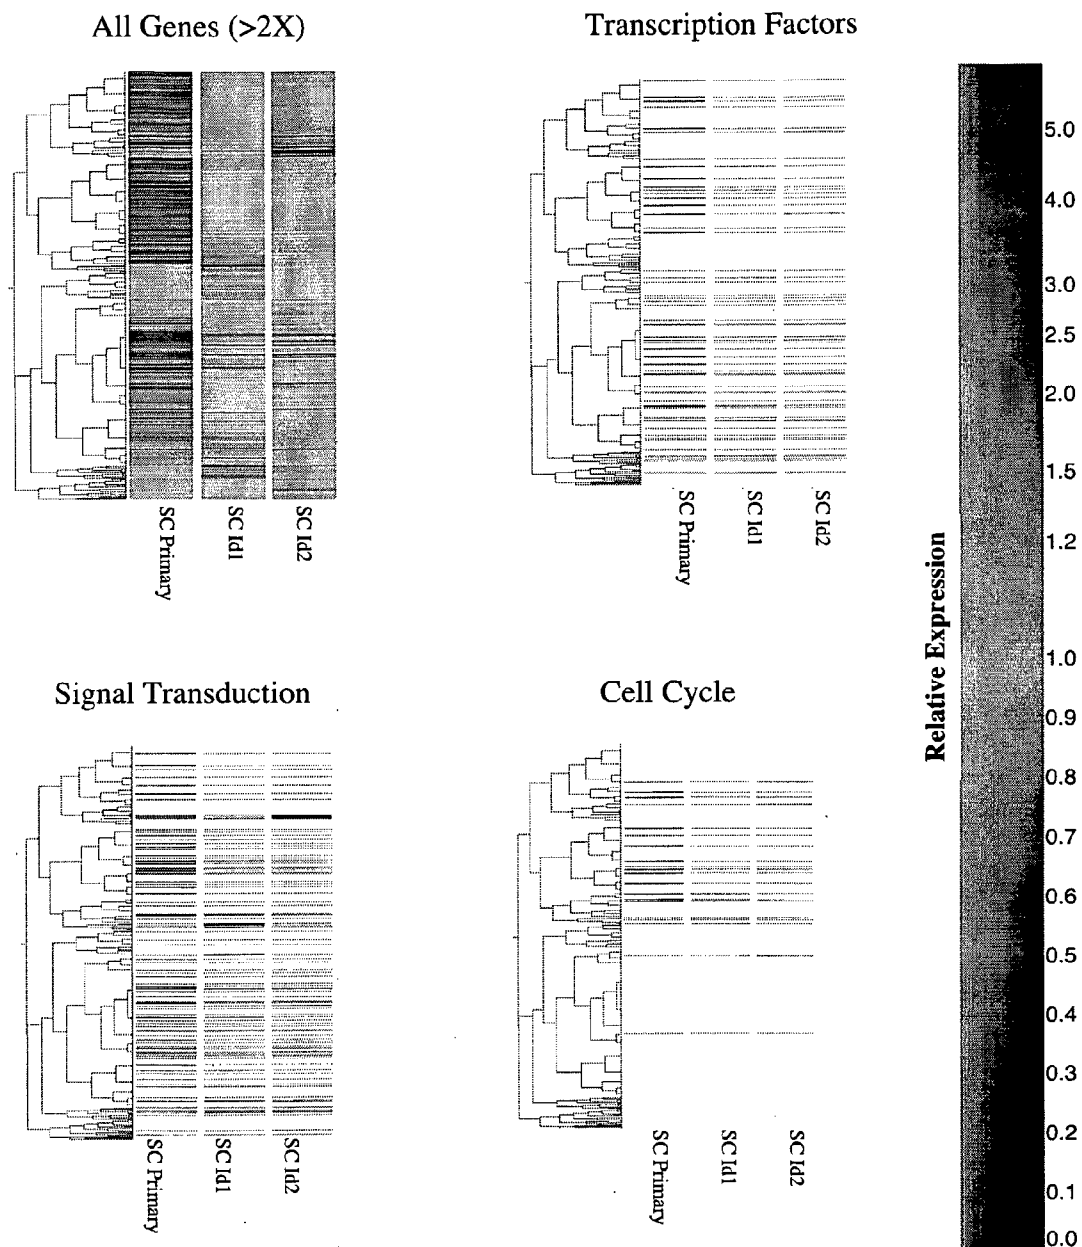 All Genes (>2X)
Transcription Factors
SC Primary
SC Id1
SC Id2
SC Primary
SC Id1
SC Id2
Signal Transduction
Cell Cycle
SC Primary
SC Id1
SC Id2
SC Primary
SC Id1
SC Id2
Relative Expression
5.0
4.0
3.0
2.5
2.0
1.5
1.2
1.0
0.9
0.8
0.7
0.6
0.5
0.4
0.3
0.2
0.1
0.0